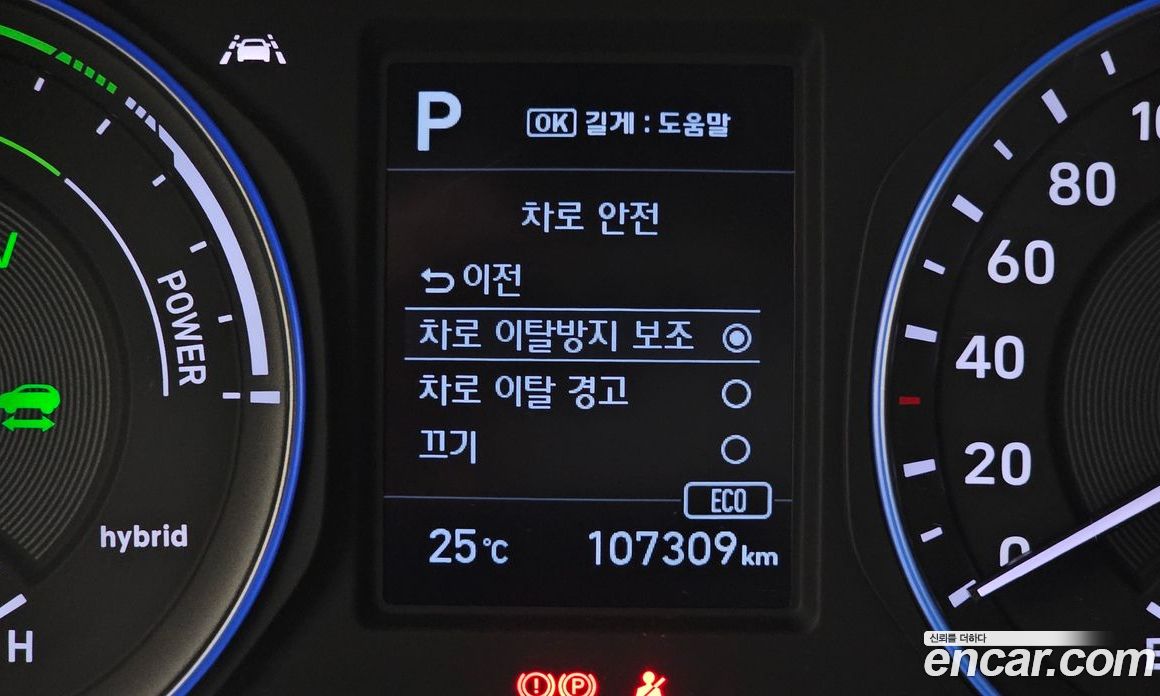 P
OK 길게 : 도움말
차로 안전
이전
차로 이탈방지 보조
차로 이탈 경고
끄기
ECO
25°C 107309km
POWER
hybrid
H
80
60
40
20
0
신뢰를 더하다
encar.com